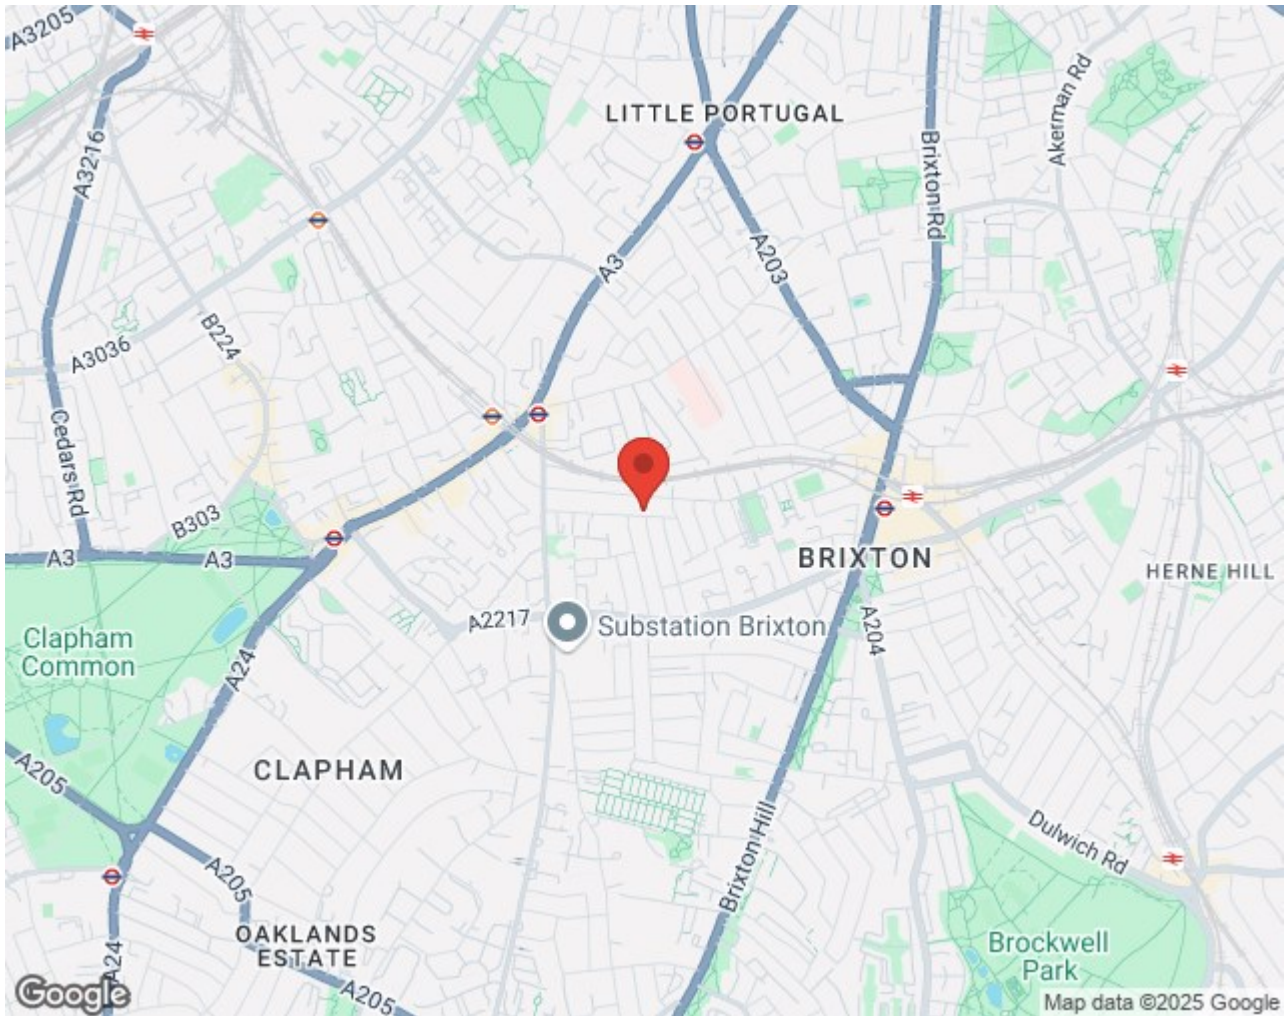 A3205
LITTLE PORTUGAL
A3216
Brixton Rd
Akerman Rd
A3
A203
B224
A3036
Cedars Rd
B303
A3
A3
BRIXTON
HERNE HILL
A2217
Substation Brixton
A204
Clapham
Common
A24
CLAPHAM
A205
Dulwich Rd
Brixton Hill
A205
OAKLANDS
ESTATE
Brockwell
Park
A24
A205
Google
Map data ©2025 Google